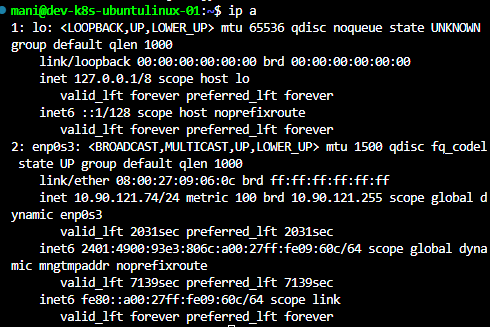 mani@dev-k8s-ubuntulinux-01:~$ ip a
1: lo: <LOOPBACK,UP,LOWER_UP> mtu 65536 qdisc noqueue state UNKNOWN
group default qlen 1000
    link/loopback 00:00:00:00:00:00 brd 00:00:00:00:00:00
    inet 127.0.0.1/8 scope host lo
       valid_lft forever preferred_lft forever
    inet6 ::1/128 scope host noprefixroute
       valid_lft forever preferred_lft forever
2: enp0s3: <BROADCAST,MULTICAST,UP,LOWER_UP> mtu 1500 qdisc fq_codel
 state UP group default qlen 1000
    link/ether 08:00:27:09:06:0c brd ff:ff:ff:ff:ff:ff
    inet 10.90.121.74/24 metric 100 brd 10.90.121.255 scope global d
ynamic enp0s3
       valid_lft 2031sec preferred_lft 2031sec
    inet6 2401:4900:93e3:806c:a00:27ff:fe09:60c/64 scope global dyna
mic mngtmpaddr noprefixroute
       valid_lft 7139sec preferred_lft 7139sec
    inet6 fe80::a00:27ff:fe09:60c/64 scope link
       valid_lft forever preferred_lft forever